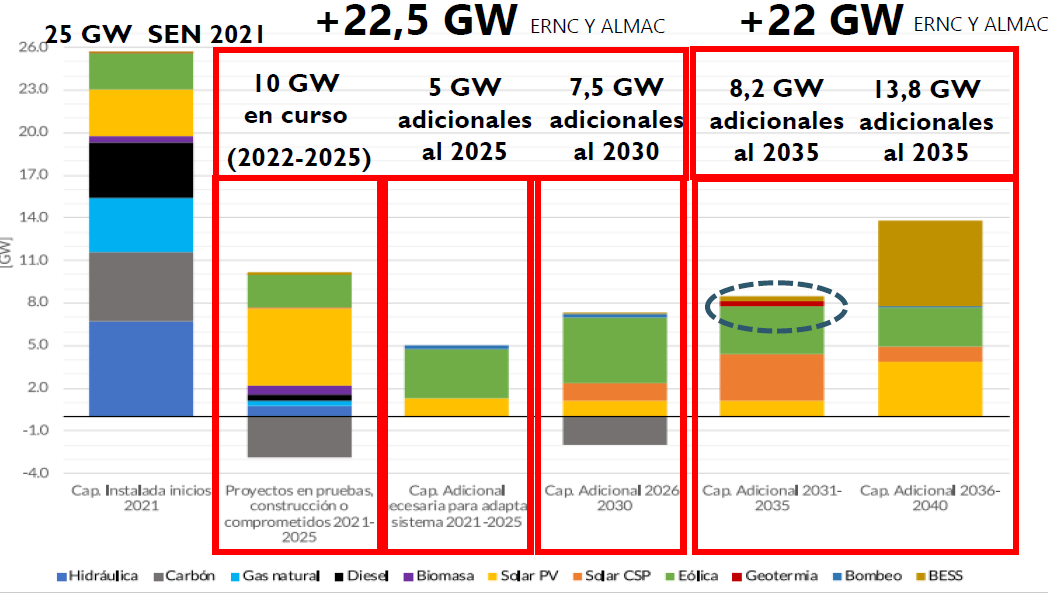 25 GW SEN 2021
+22,5 GW ERNC Y ALMAC
+22 GW ERNC Y ALMAC
10 GW
en curso
(2022-2025)
5 GW
adicionales
al 2025
7,5 GW
adicionales
al 2030
8,2 GW
adicionales
al 2035
13,8 GW
adicionales
al 2035
[GW]
26.0
23.0
20.0
17.0
14.0
11.0
8.0
5.0
2.0
-1.0
-4.0
Cap. Instalada inicios
2021
Proyectos en pruebas,
construcción o
comprometidos 2021-
2025
Cap. Adicional
ecesaria para adapta
sistema 2021-2025
Cap. Adicional 2026
2030
Cap. Adicional 2031-
2035
Cap. Adicional 2036-
2040
Hidráulica Carbón Gas natural Diesel Biomasa Solar PV Solar CSP Eólica Geotermia Bombeo BESS